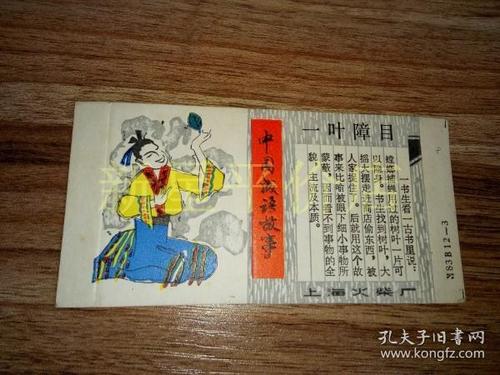 中国成语故事
一叶障目
书生看一古书里说：
螳螂捕蝉用过的树叶一片可
以隐身。书生找到树叶，大
摇大摆走进商店偷东西，被
人家捉住了。后就用这个故
事来比喻被眼下细小事物所
蒙蔽，因而看不到事物的全
貌，主流及本质。
上海火柴厂
N83B12-3
孔夫子旧书网
www.kongfz.com